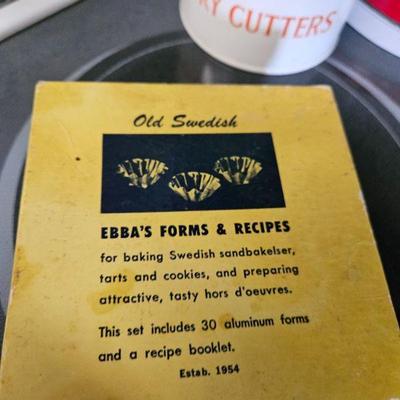 RY CUTTERS
Old Swedish
EBBA'S FORMS & RECIPES
for baking Swedish sandbakelser,
tarts and cookies, and preparing
attractive, tasty hors d'oeuvres.
This set includes 30 aluminum forms
and a recipe booklet.
Estab. 1954